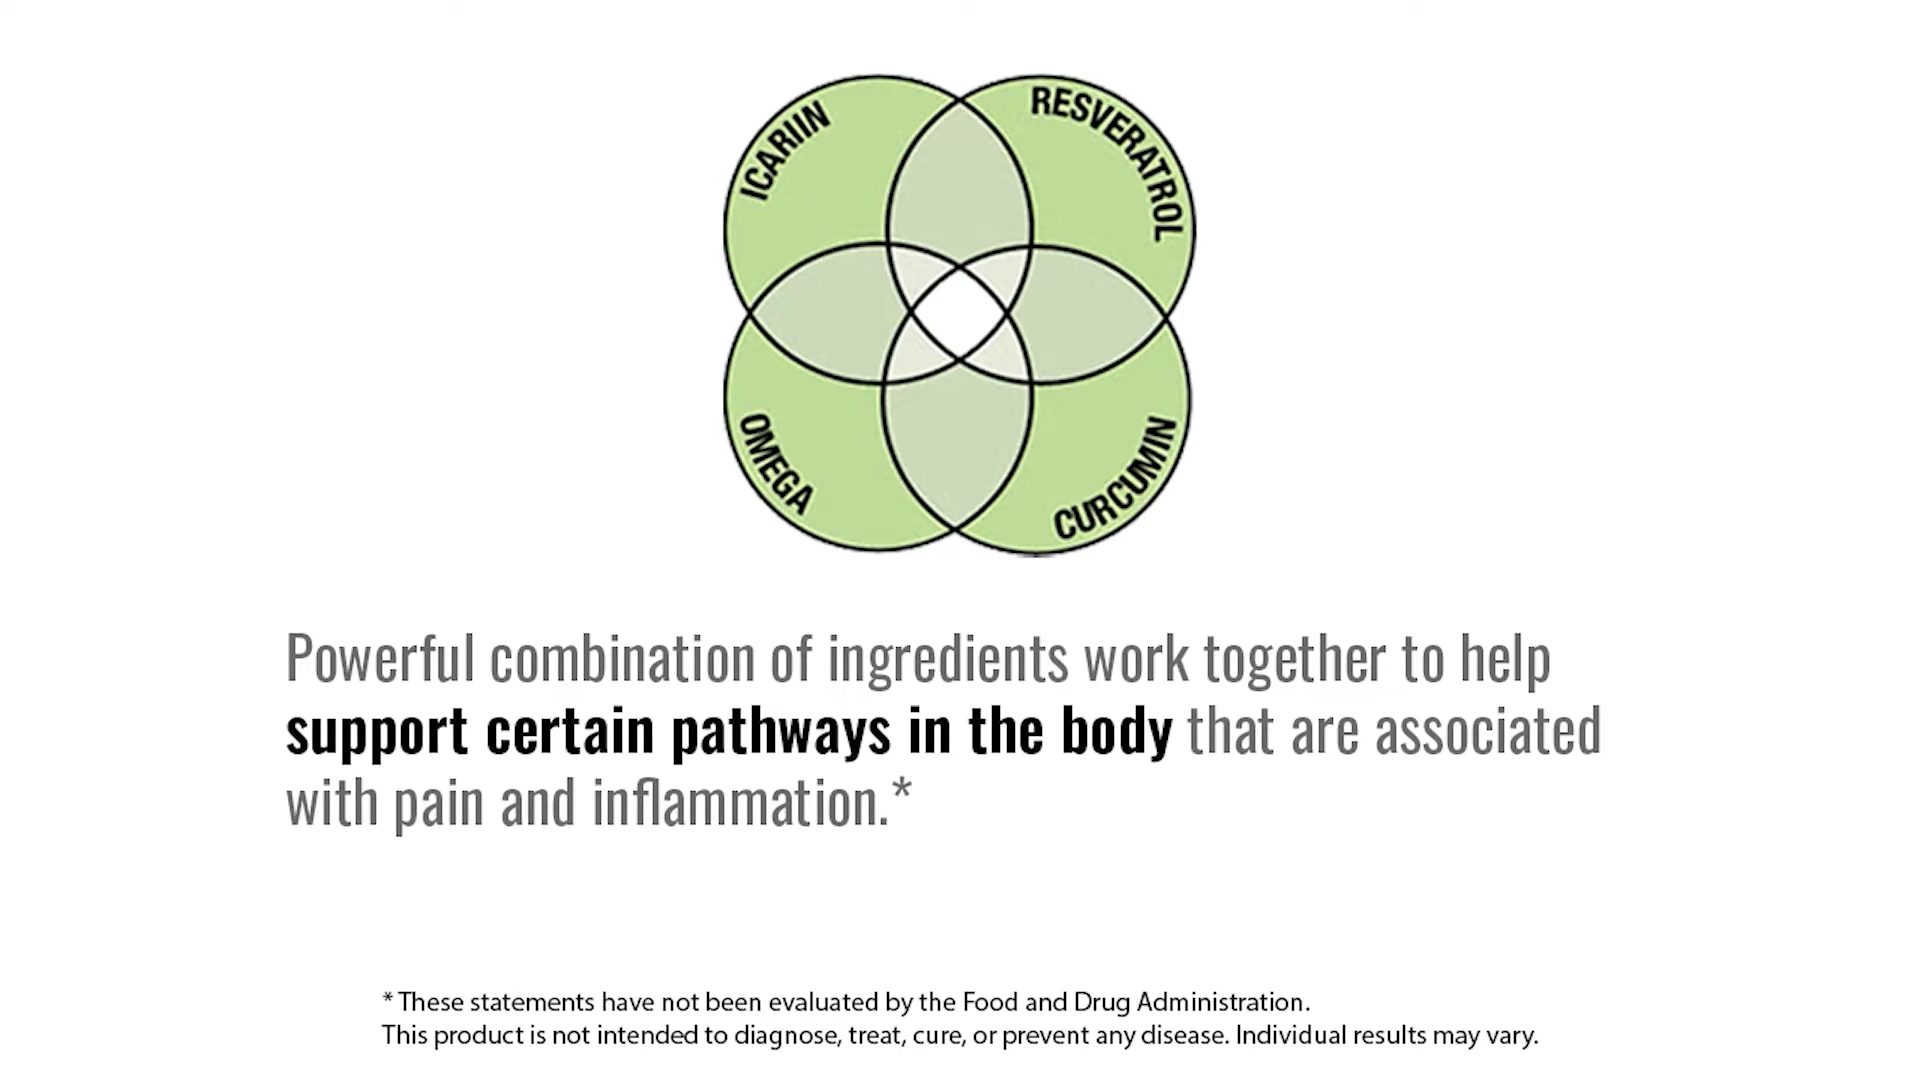 ICARIIN
RESVERATROL
OMEGA
CURCUMIN
Powerful combination of ingredients work together to help
support certain pathways in the body that are associated
with pain and inflammation.*
* These statements have not been evaluated by the Food and Drug Administration.
This product is not intended to diagnose, treat, cure, or prevent any disease. Individual results may vary.